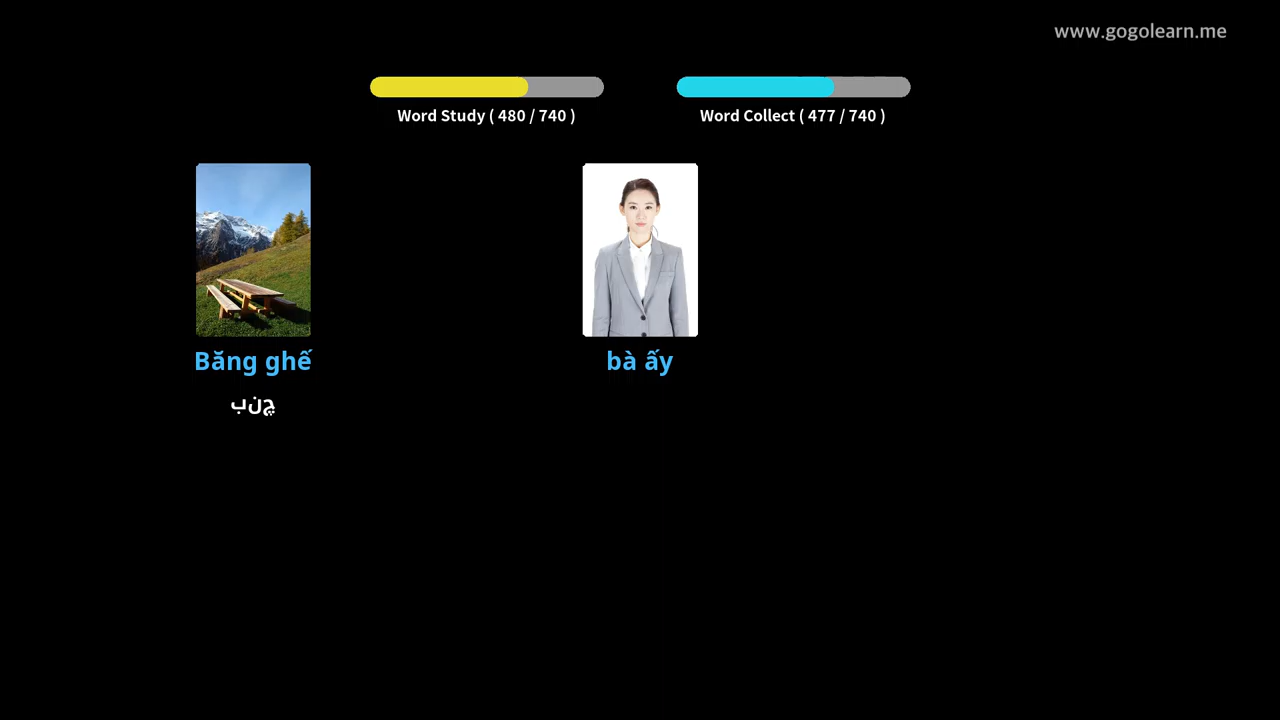 www.gogolearn.me
Word Study ( 480 / 740 )
Word Collect ( 477 / 740 )
Băng ghế
بنچ
bà ấy